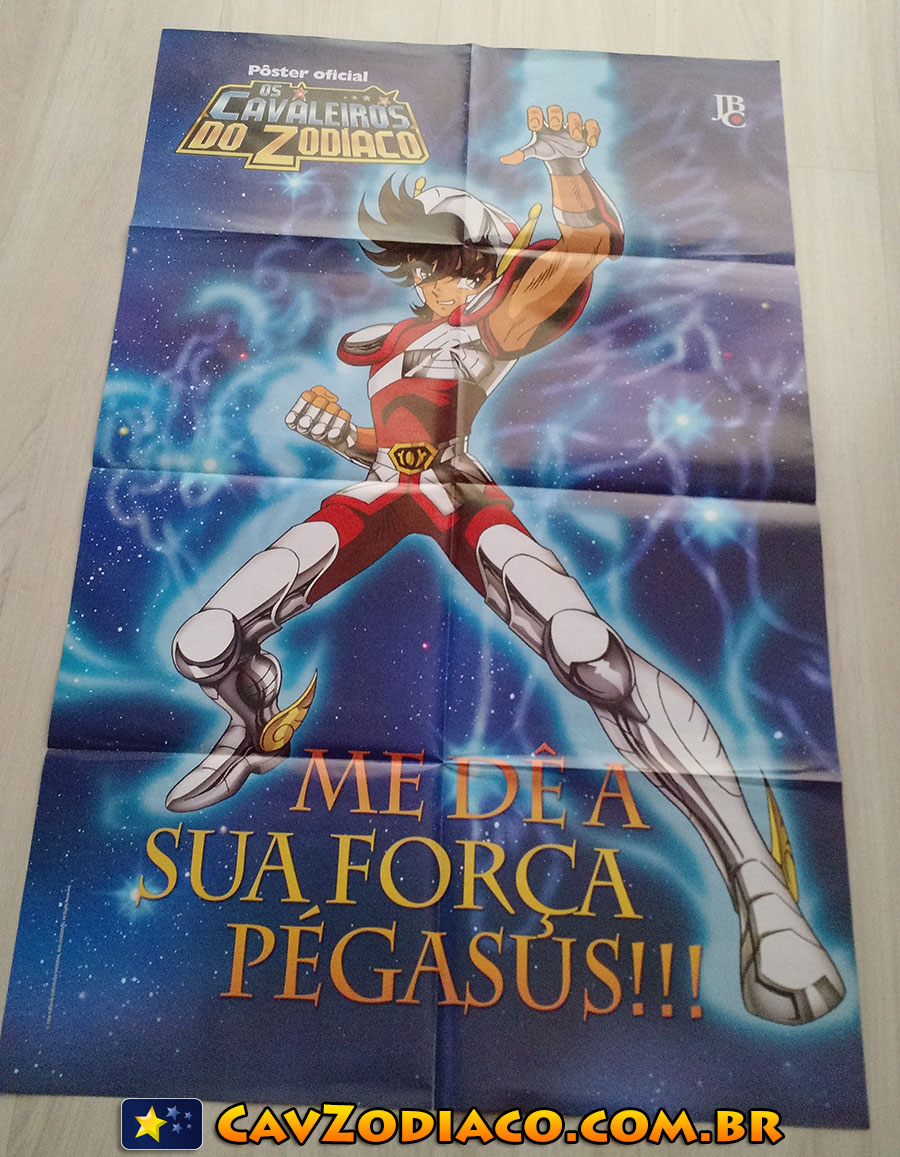 Pôster oficial
OS
CAVALEIROS
DO ZODÍACO
JBC
ME DÊ A
SUA FORÇA
PÉGASUS!!!
CAVZODIACO.COM.BR